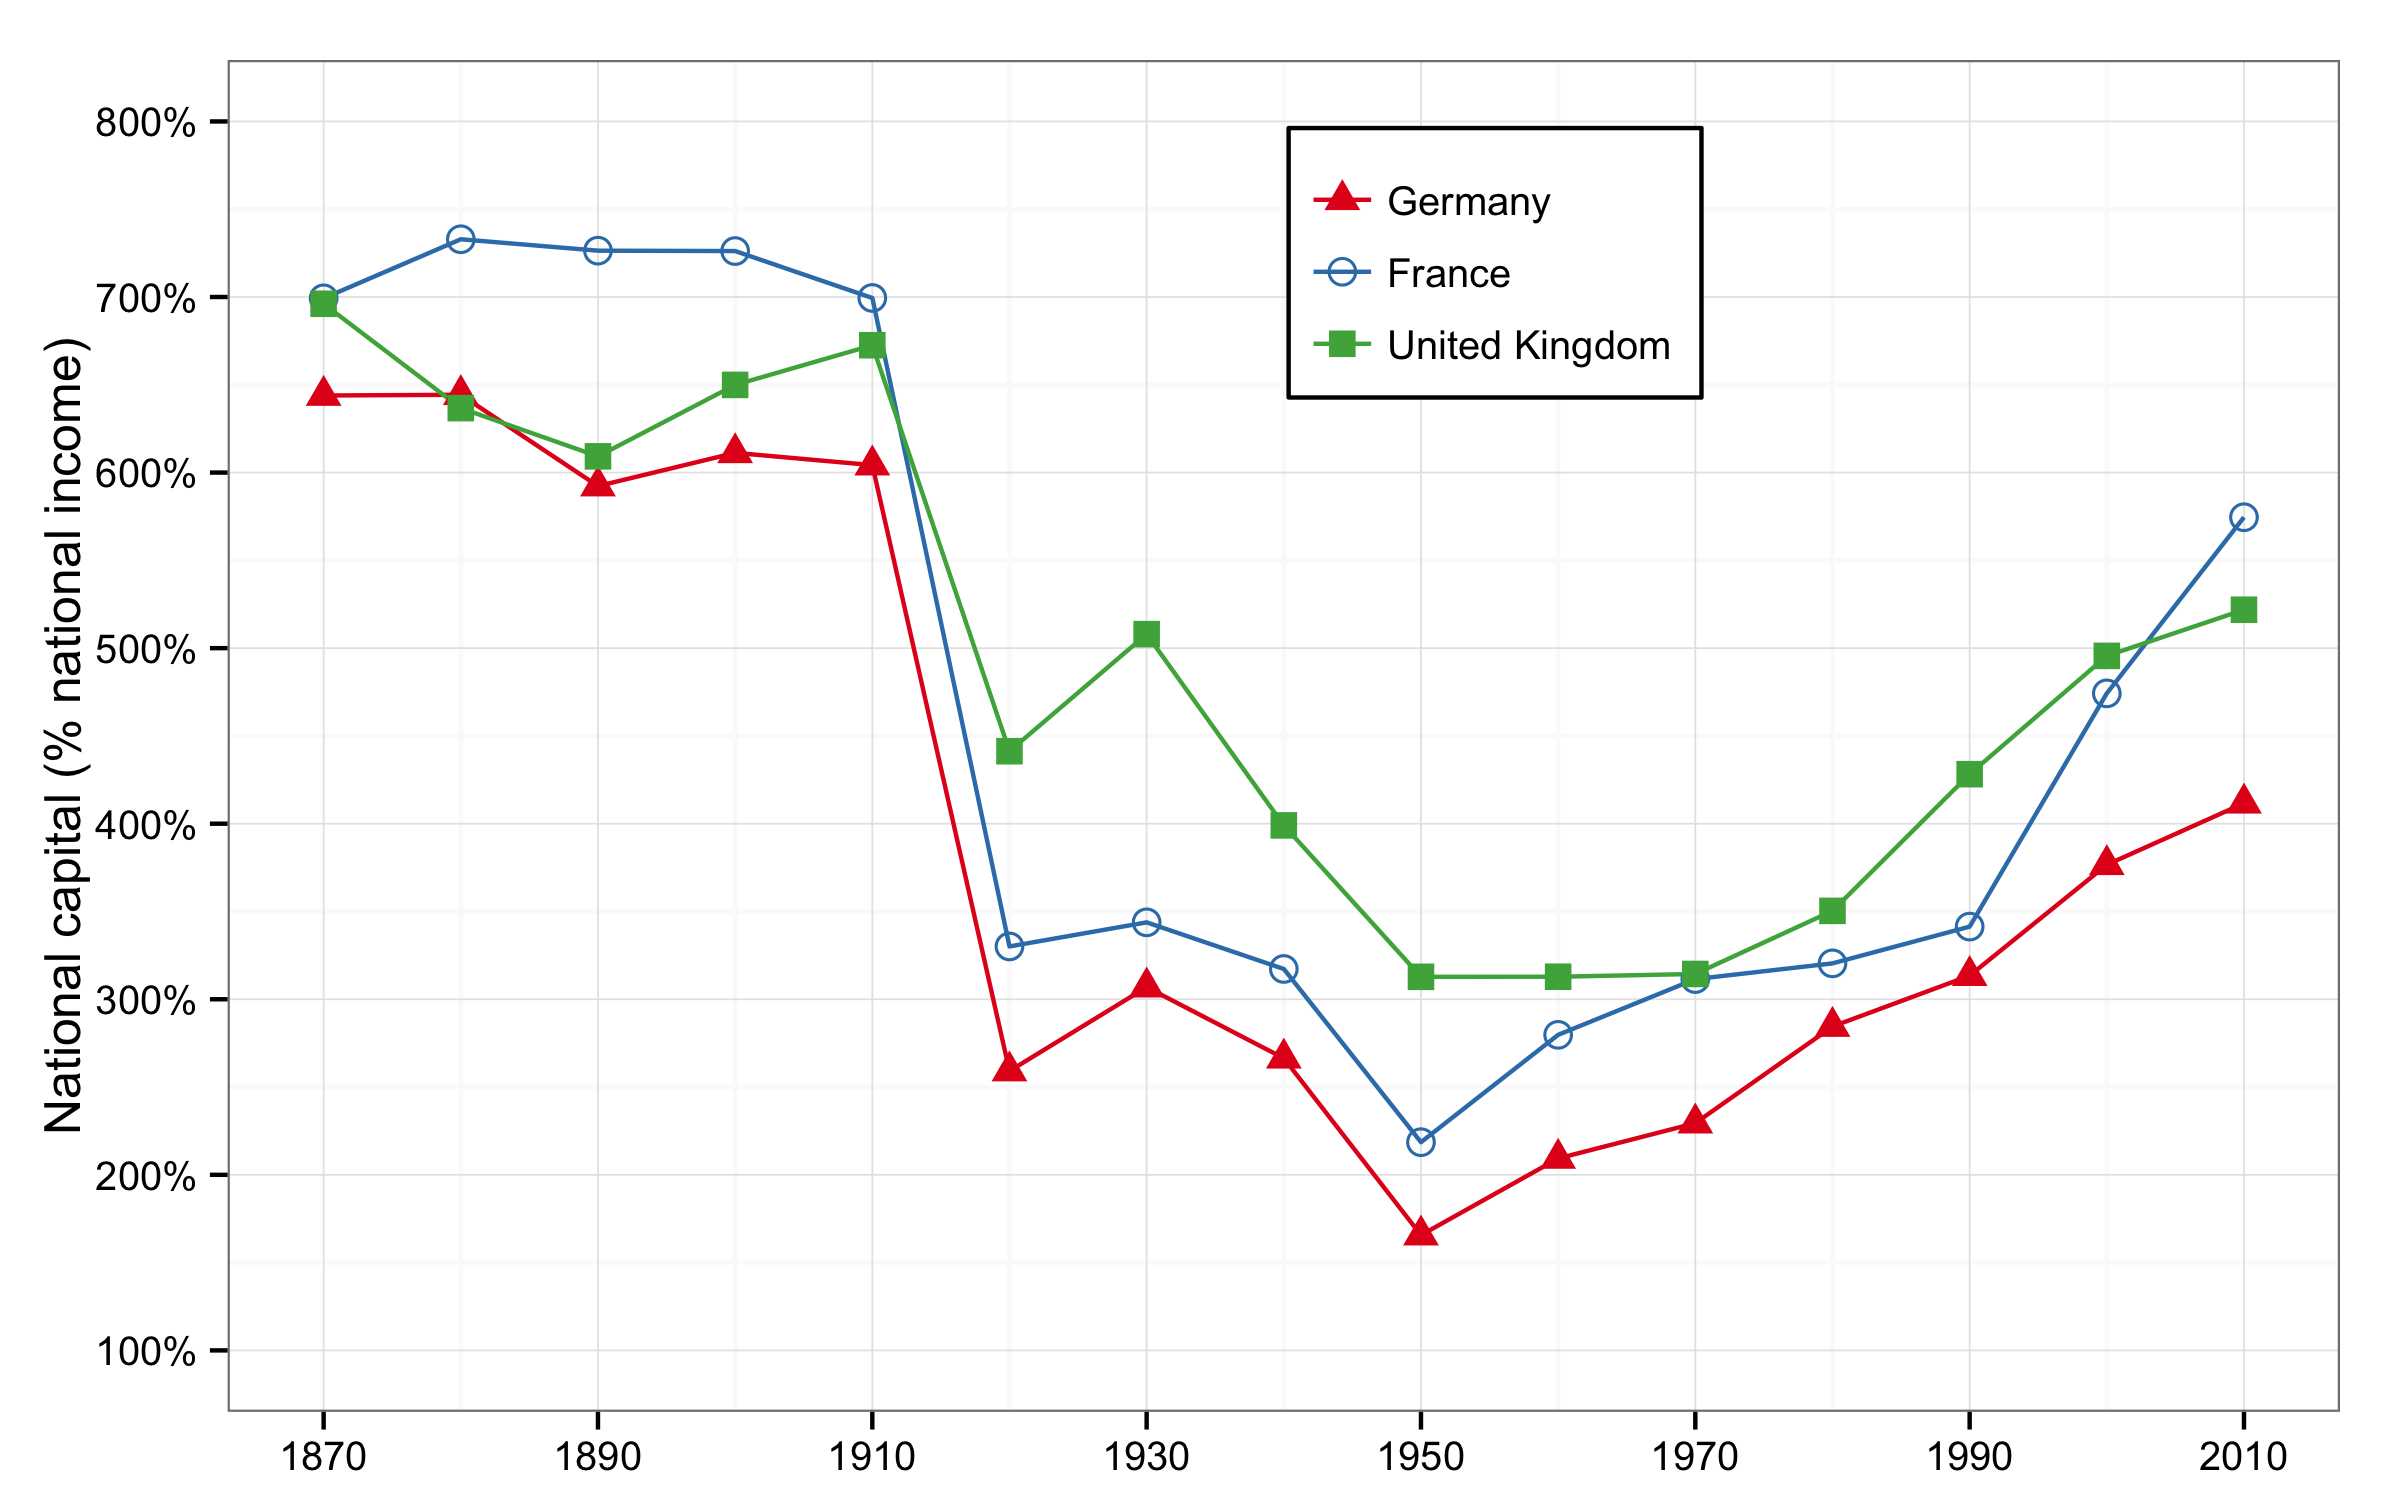 National capital (% national income)
800%
700%
600%
500%
400%
300%
200%
100%
Germany
France
United Kingdom
1870 1890 1910 1930 1950 1970 1990 2010